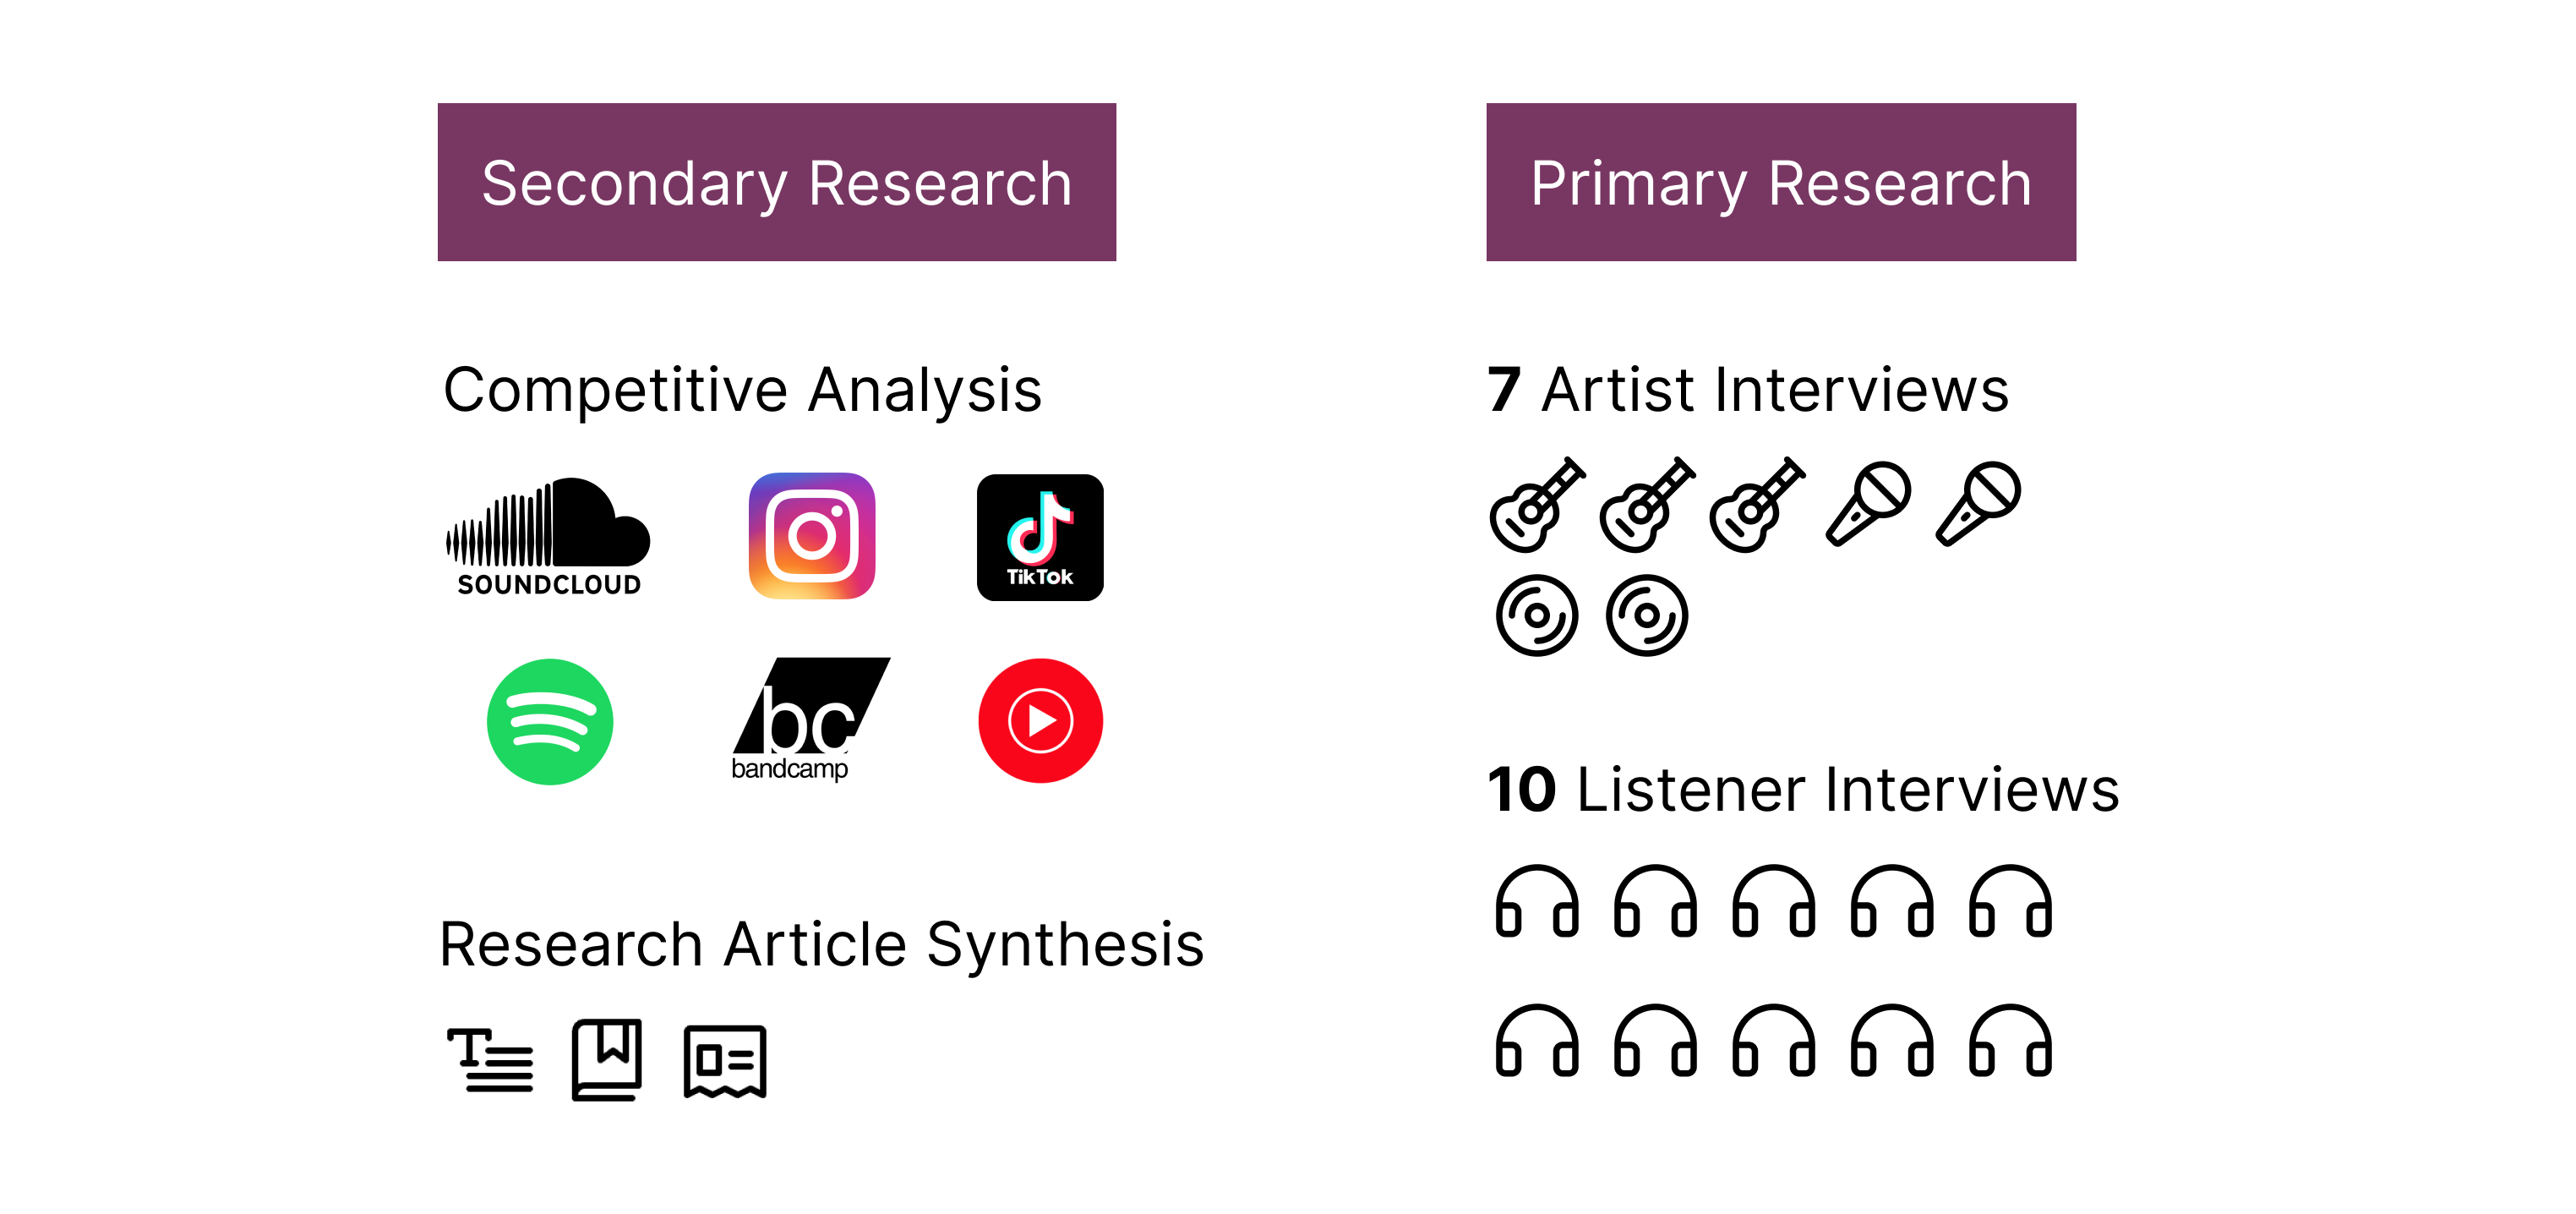 Secondary Research
Competitive Analysis
SOUNDCLOUD
TikTok
bc
bandcamp
Research Article Synthesis
Primary Research
7 Artist Interviews
10 Listener Interviews